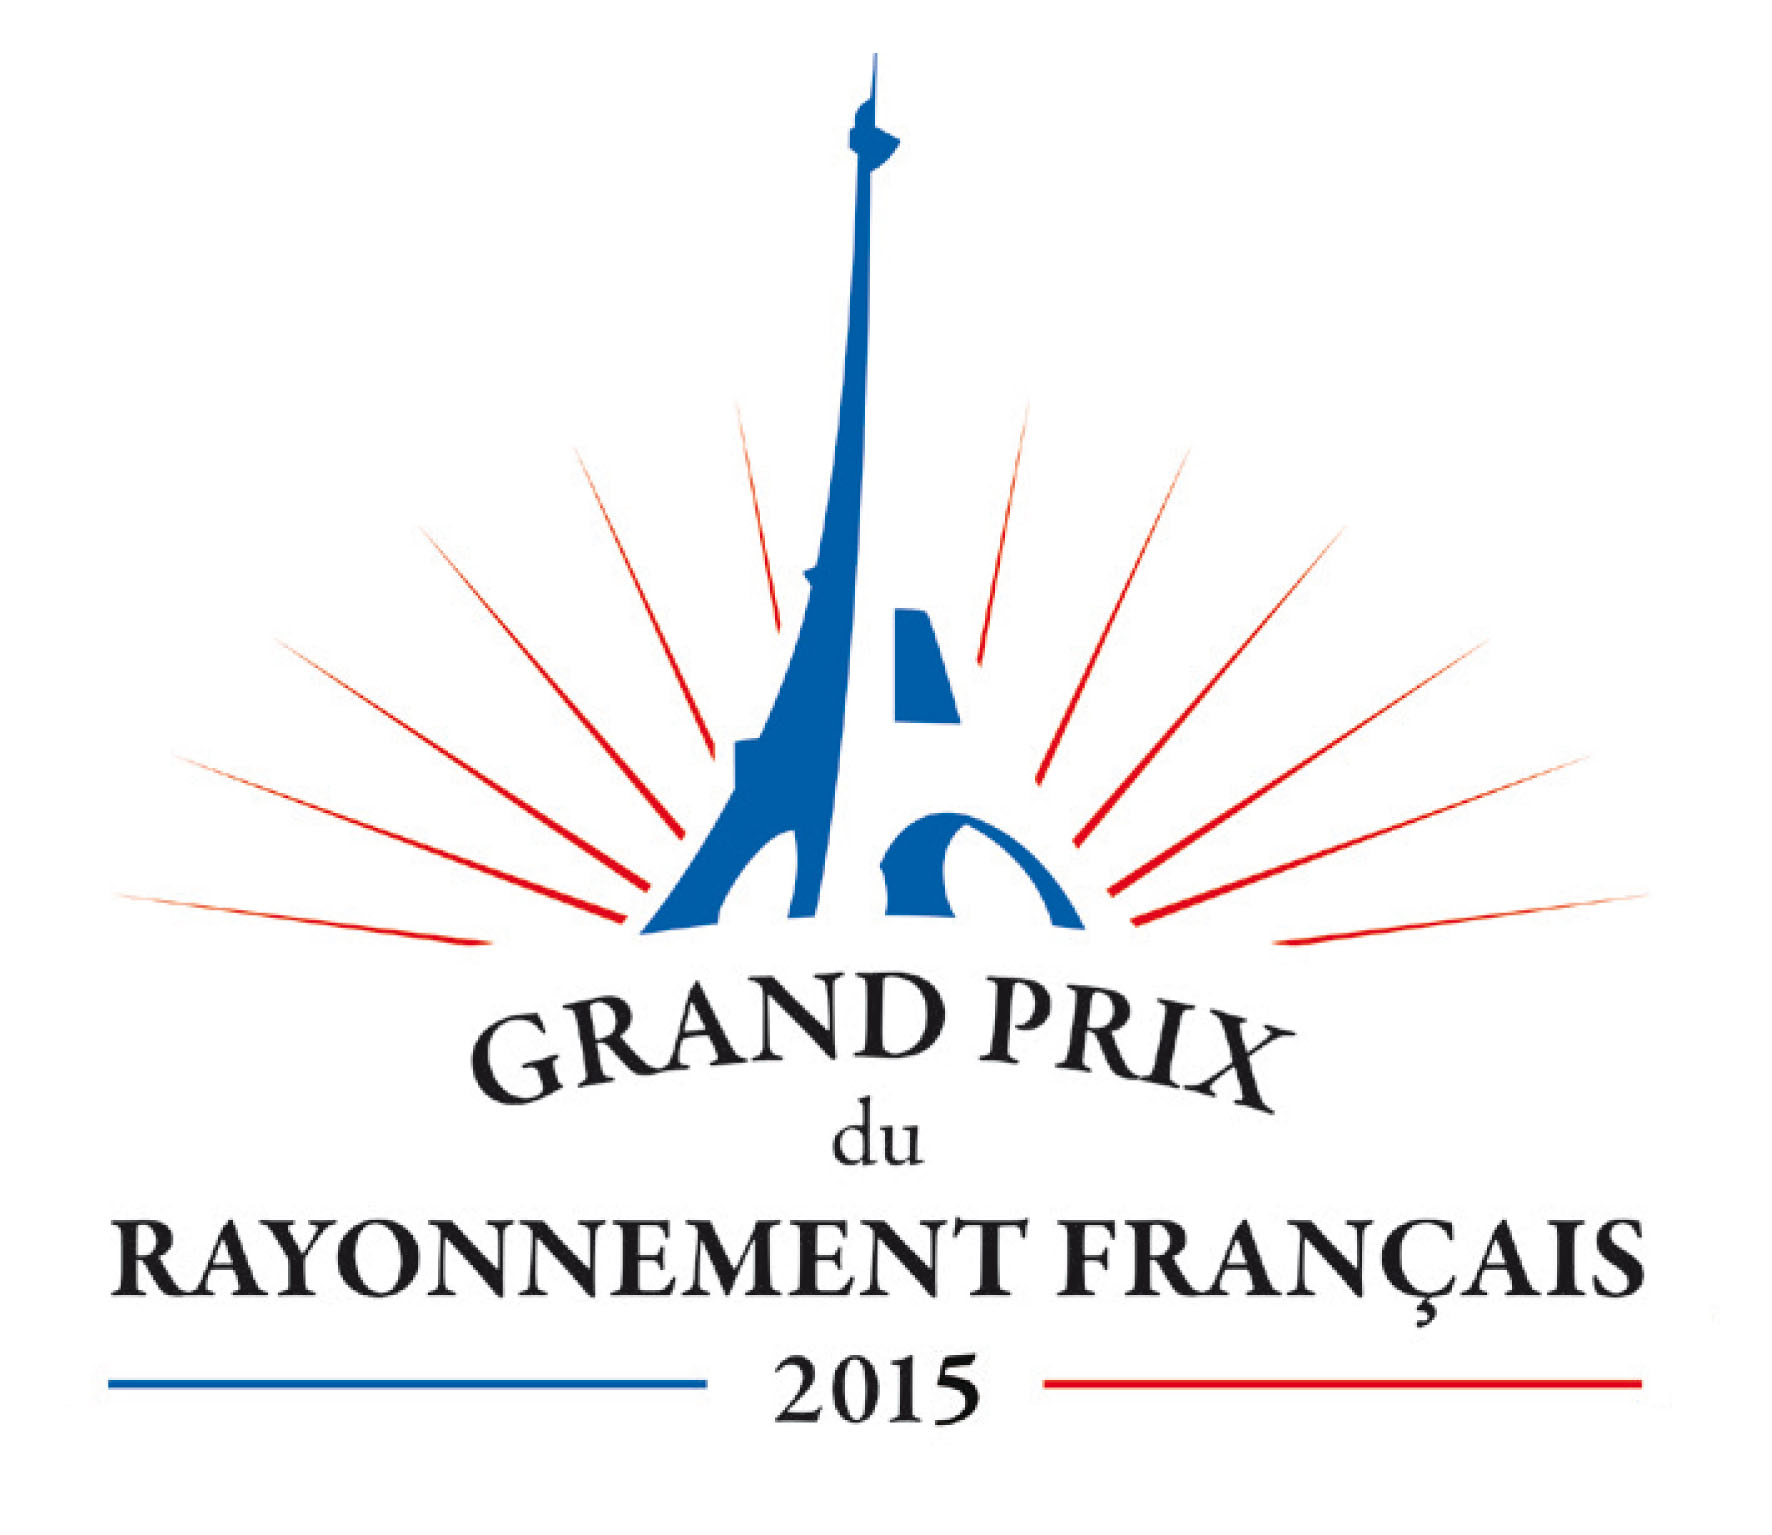 GRAND PRIX
du
RAYONNEMENT FRANÇAIS
2015